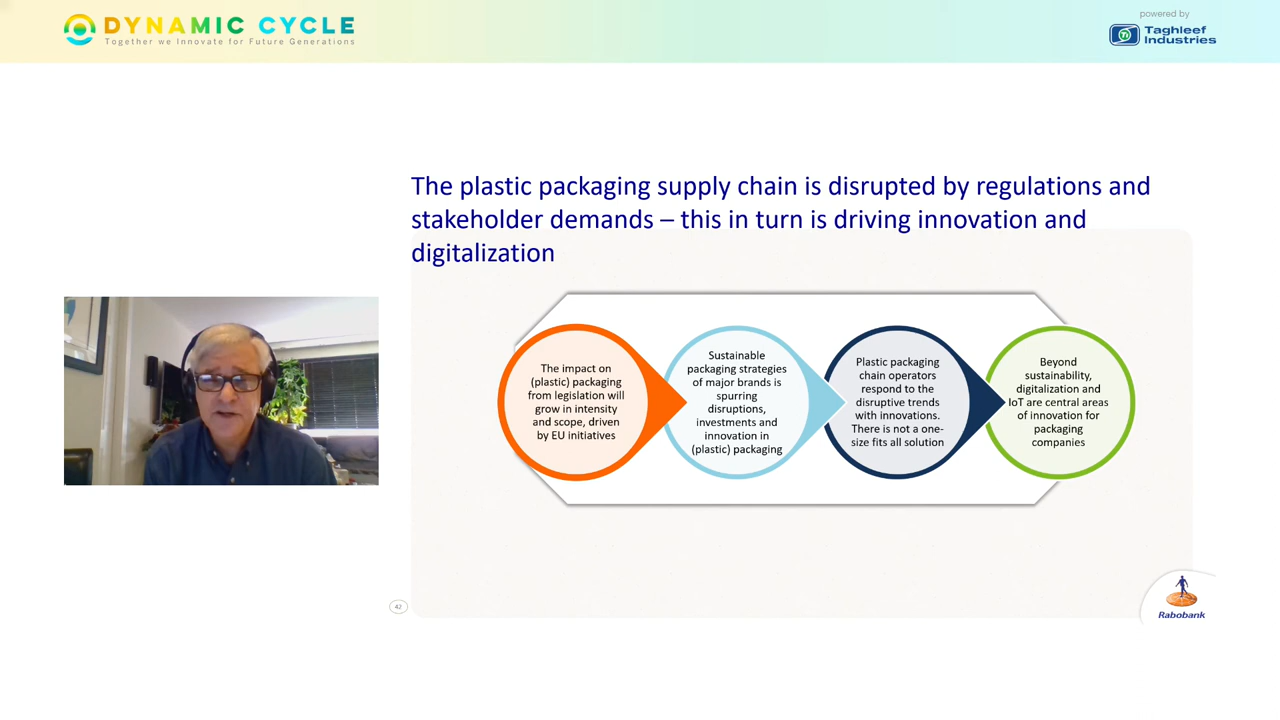 DYNAMIC CYCLE
Together we Innovate for Future Generations
powered by
Ti
Taghleef
Industries
The plastic packaging supply chain is disrupted by regulations and
stakeholder demands – this in turn is driving innovation and
digitalization
The impact on
(plastic) packaging
from legislation will
grow in intensity
and scope, driven
by EU initiatives
Sustainable
packaging strategies
of major brands is
spurring
disruptions,
investments and
innovation in
(plastic) packaging
Plastic packaging
chain operators
respond to the
disruptive trends
with innovations.
There is not a one-
size fits all solution
Beyond
sustainability,
digitalization and
IoT are central areas
of innovation for
packaging
companies
42
Rabobank